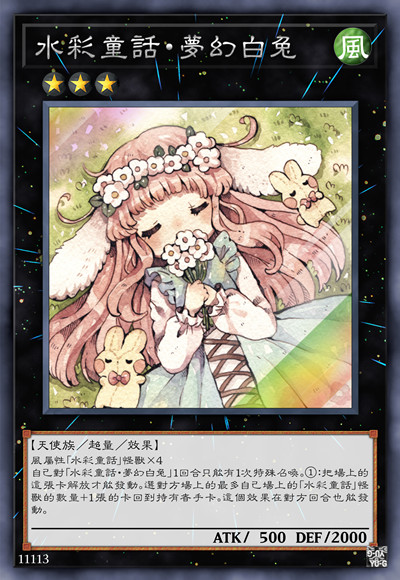 水彩童話・夢幻白兔
風
【天使族／超量／效果】
風属性「水彩童話」怪獸×4
自己對「水彩童話・夢幻白兔」1回合只能有1次特殊召喚。①:把場上的
這張卡解放才能發動。選對方場上的最多自己場上的「水彩童話」怪
獸的數量+1張的卡回到持有者手卡。這個效果在對方回合也能發
動。
ATK/ 500 DEF/2000
11113